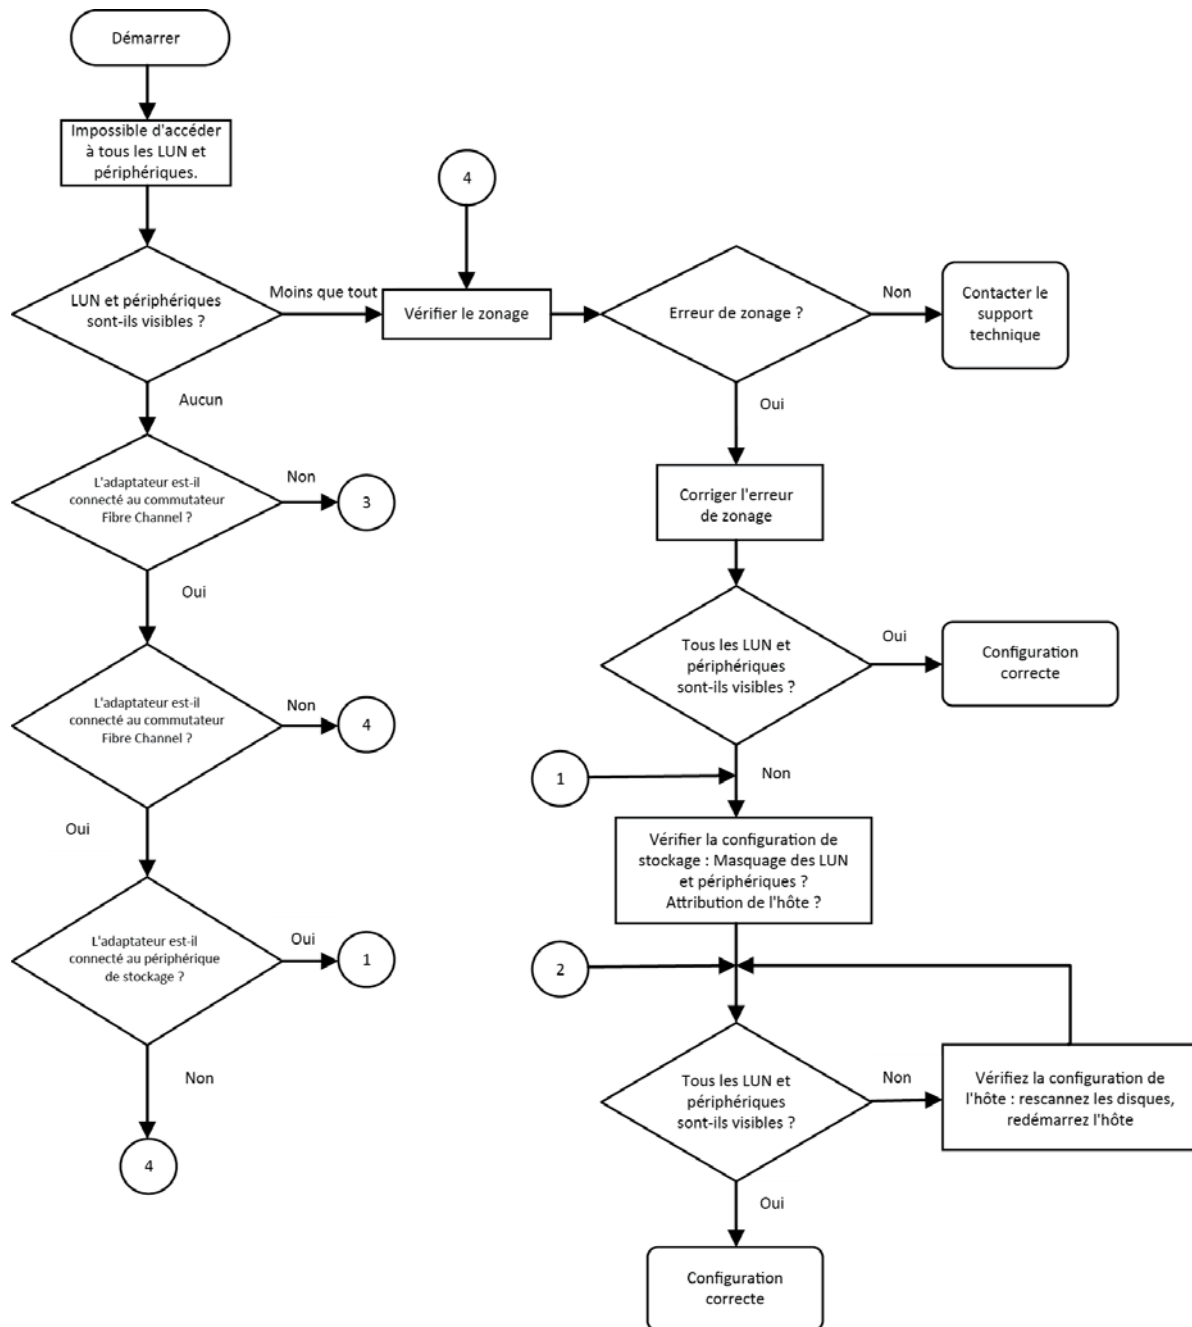 Démarrer
Impossible d'accéder
à tous les LUN et
périphériques.
4
LUN et périphériques
sont-ils visibles ?
Moins que tout
Vérifier le zonage
Erreur de zonage ?
Non
Contacter le
support
technique
Aucun
Oui
L'adaptateur est-il
connecté au commutateur
Fibre Channel ?
Non
3
Corriger l'erreur
de zonage
Oui
Tous les LUN et
périphériques
sont-ils visibles ?
Oui
Configuration
correcte
L'adaptateur est-il
connecté au commutateur
Fibre Channel ?
Non
4
1
Non
Oui
Vérifier la configuration de
stockage : Masquage des LUN
et périphériques ?
Attribution de l'hôte ?
L'adaptateur est-il
connecté au périphérique
de stockage ?
Oui
1
2
Non
Tous les LUN et
périphériques
sont-ils visibles ?
Non
Vérifiez la configuration de
l'hôte : rescannez les disques,
redémarrez l'hôte
4
Oui
Configuration
correcte